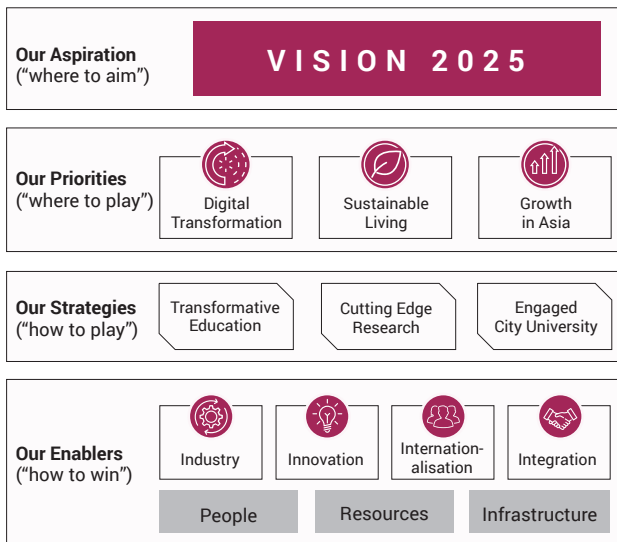 Our Aspiration
(“where to aim”)
VISION 2025
Our Priorities
(“where to play”)
Digital
Transformation
Sustainable
Living
Growth
in Asia
Our Strategies
(“how to play”)
Transformative
Education
Cutting Edge
Research
Engaged
City University
Our Enablers
(“how to win”)
Industry
Innovation
Internation-
alisation
Integration
People
Resources
Infrastructure